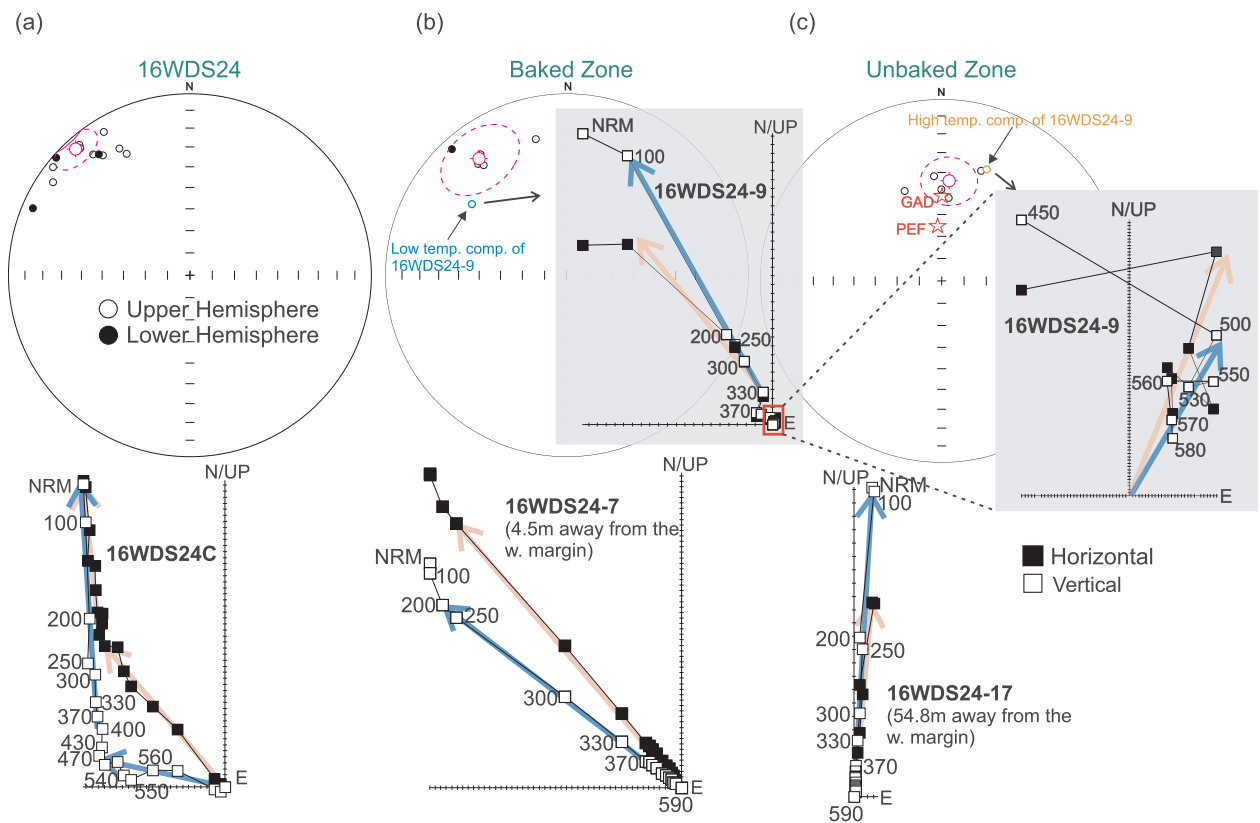 (a)
16WDS24
N
Upper Hemisphere
Lower Hemisphere
N/UP
NRM
100
16WDS24C
200
250
300
330
370
400
430
470
560
540
550
E
(b)
Baked Zone
N
NRM
100
N/UP
16WDS24-9
Low temp. comp. of
16WDS24-9
200
250
300
330
370
E
N/UP
16WDS24-7
(4.5m away from the
w. margin)
NRM
100
200
250
300
330
370
E
590
(c)
Unbaked Zone
N
High temp. comp. of 16WDS24-9
GAD
PEF
N/UP
450
16WDS24-9
500
550
560
530
570
580
E
N/UP
NRM
100
200
250
16WDS24-17
(54.8m away from the
w. margin)
300
330
370
E
590
Horizontal
Vertical